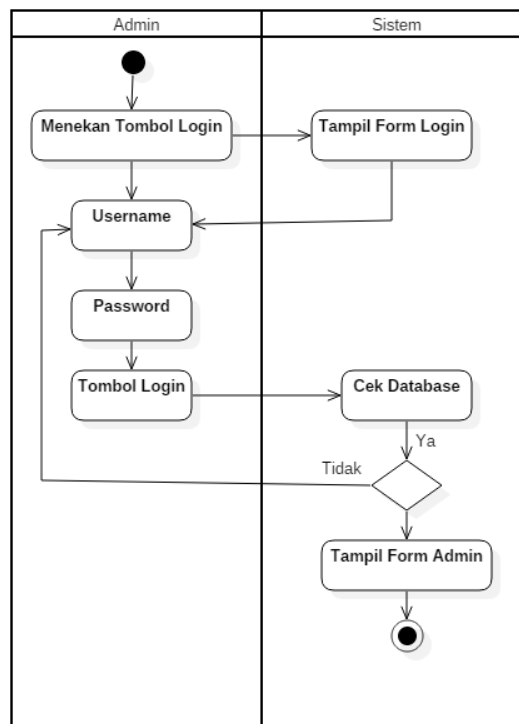 Admin
Sistem
Menekan Tombol Login
Tampil Form Login
Username
Password
Tombol Login
Cek Database
Ya
Tidak
Tampil Form Admin